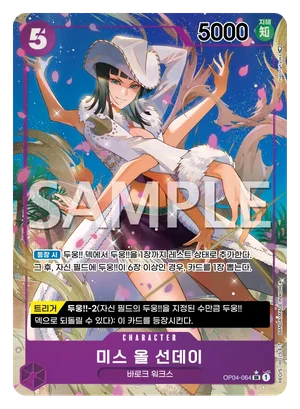 5
5000
지혜
知
SAMPLE
등장 시 두웅!! 덱에서 두웅!!을 1장까지 레스트 상태로 추가한다.
그 후, 자신 필드에 두웅!!이 6장 이상인 경우, 카드를 1장 뽑는다.
트리거 두웅!!-2(자신 필드의 두웅!!을 지정된 수만큼 두웅!!
덱으로 되돌릴 수 있다): 이 카드를 등장시킨다.
CHARACTER
미스 올 선데이
바로크 워크스
OP04-064 SR 1